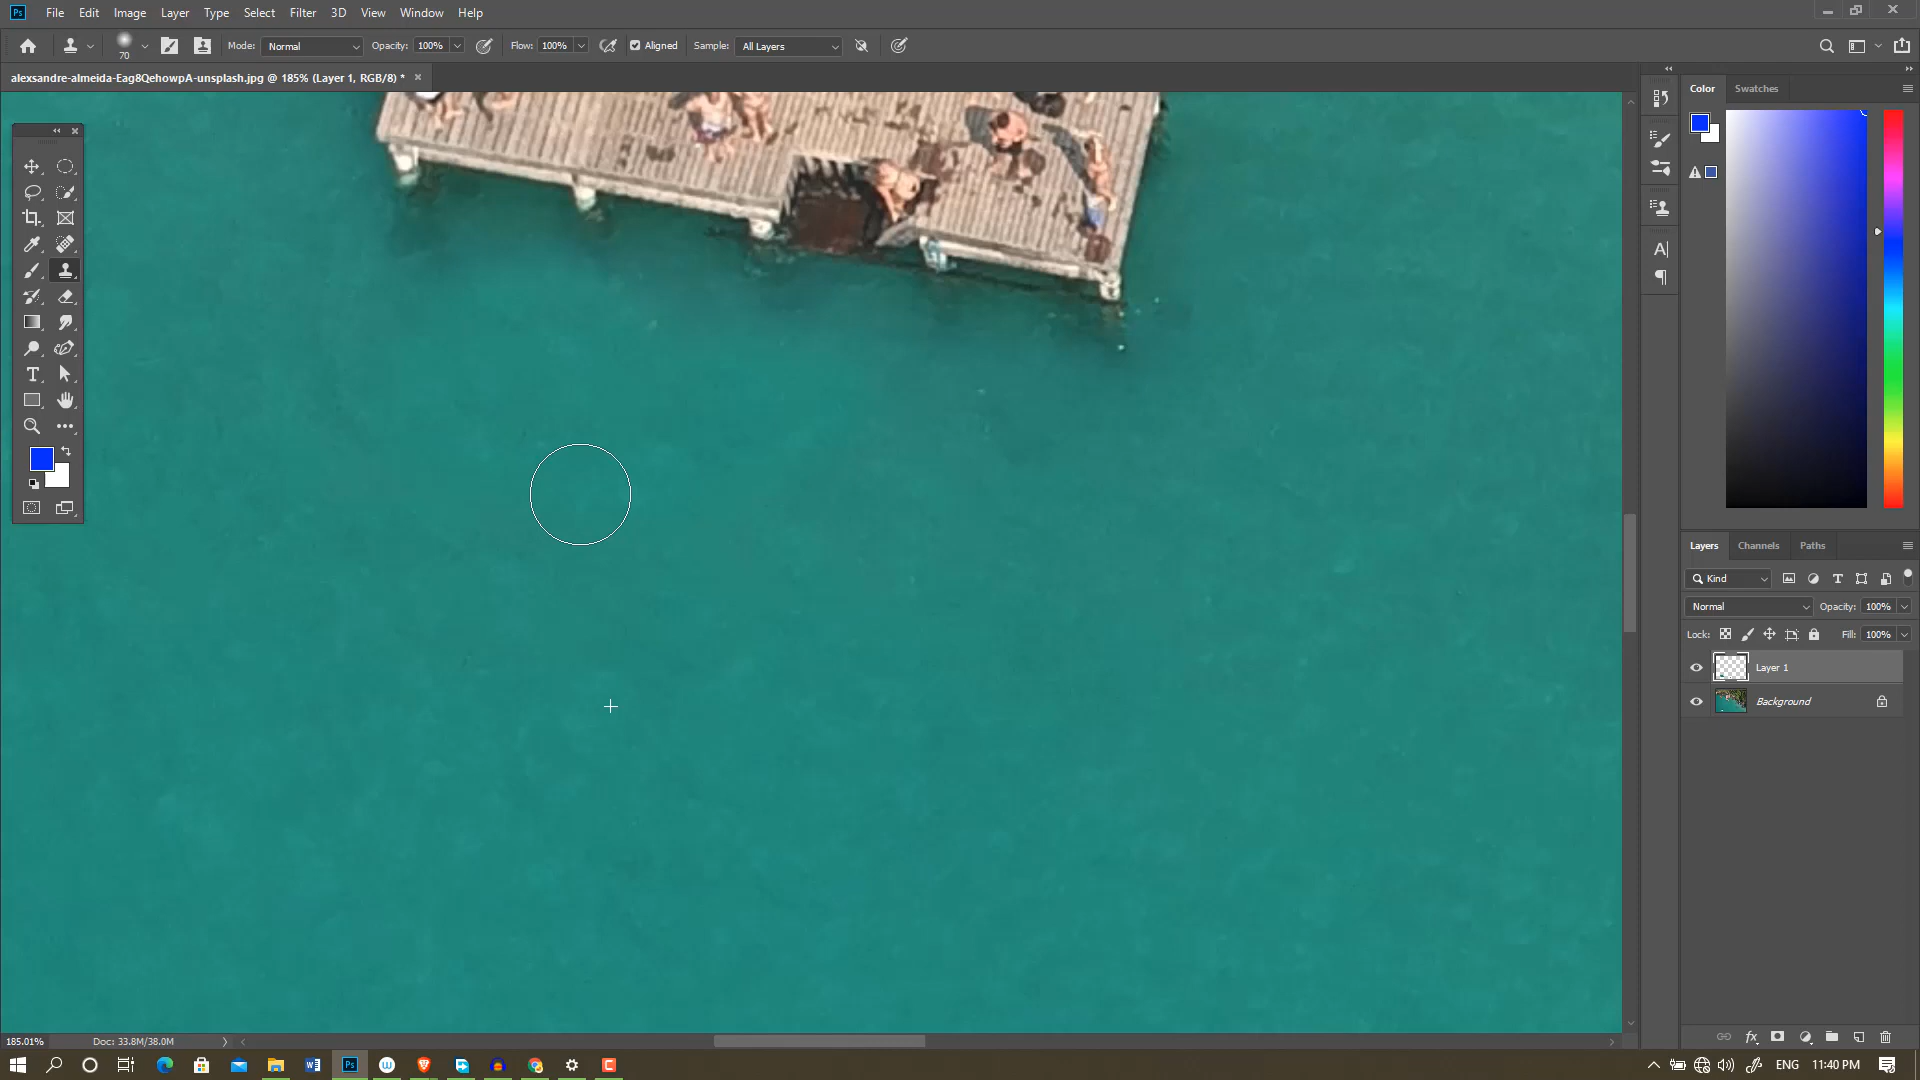 Ps File Edit Image Layer Type Select Filter 3D View Window Help
70 Mode: Normal Opacity: 100% Flow: 100% Aligned Sample: All Layers
alexsandre-almeida-Eag8QehowpA-unsplash.jpg @ 185% (Layer 1, RGB/8) *
Color Swatches
Layers Channels Paths
Kind
Normal Opacity: 100%
Lock: Fill: 100%
Layer 1
Background
185.01% Doc: 33.8M/38.0M
ENG 11:40 PM